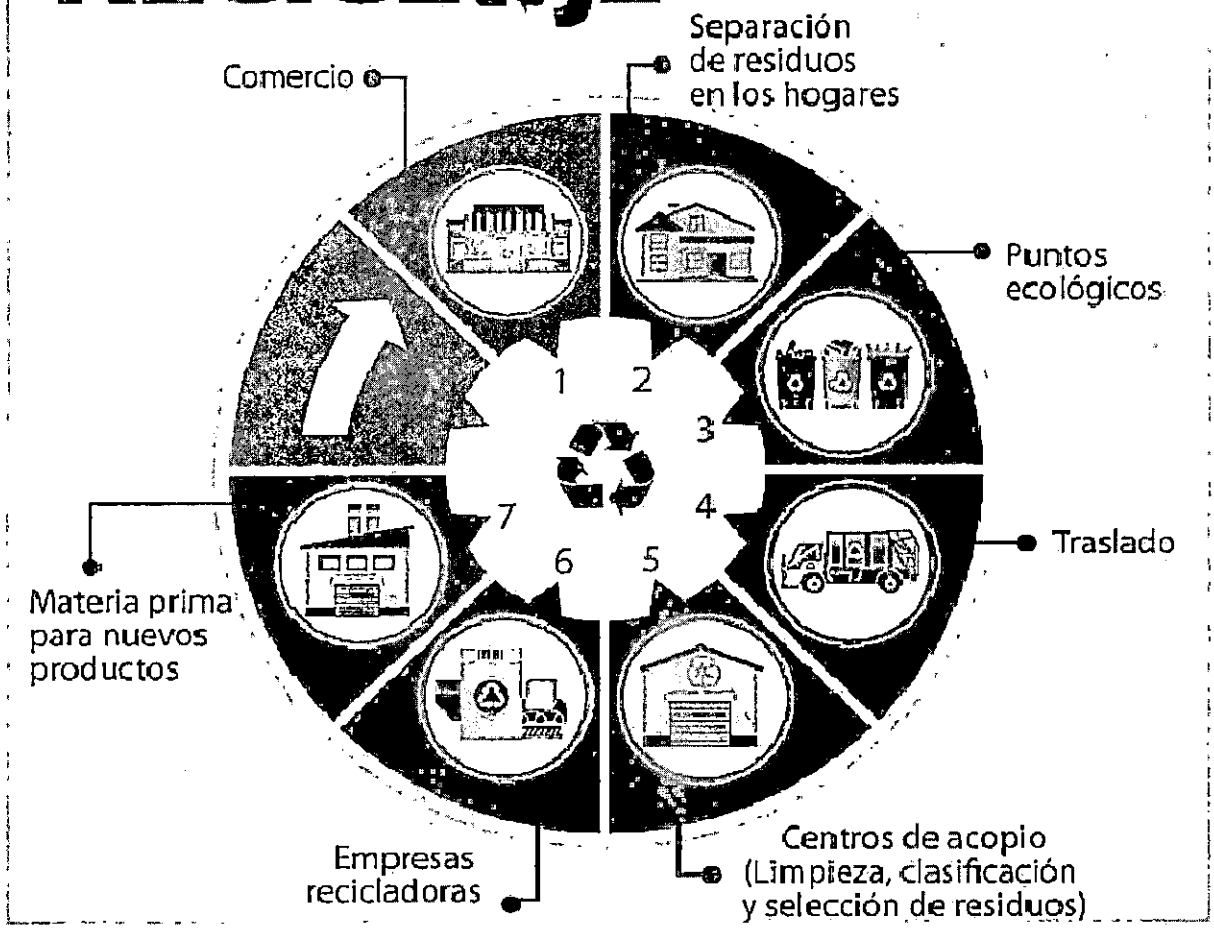 Comercio
Separación
de residuos
en los hogares
Puntos
ecológicos
Traslado
Centros de acopio
(Limpieza, clasificación
y selección de residuos)
Empresas
recicladoras
Materia prima
para nuevos
productos
1
2
3
4
5
6
7